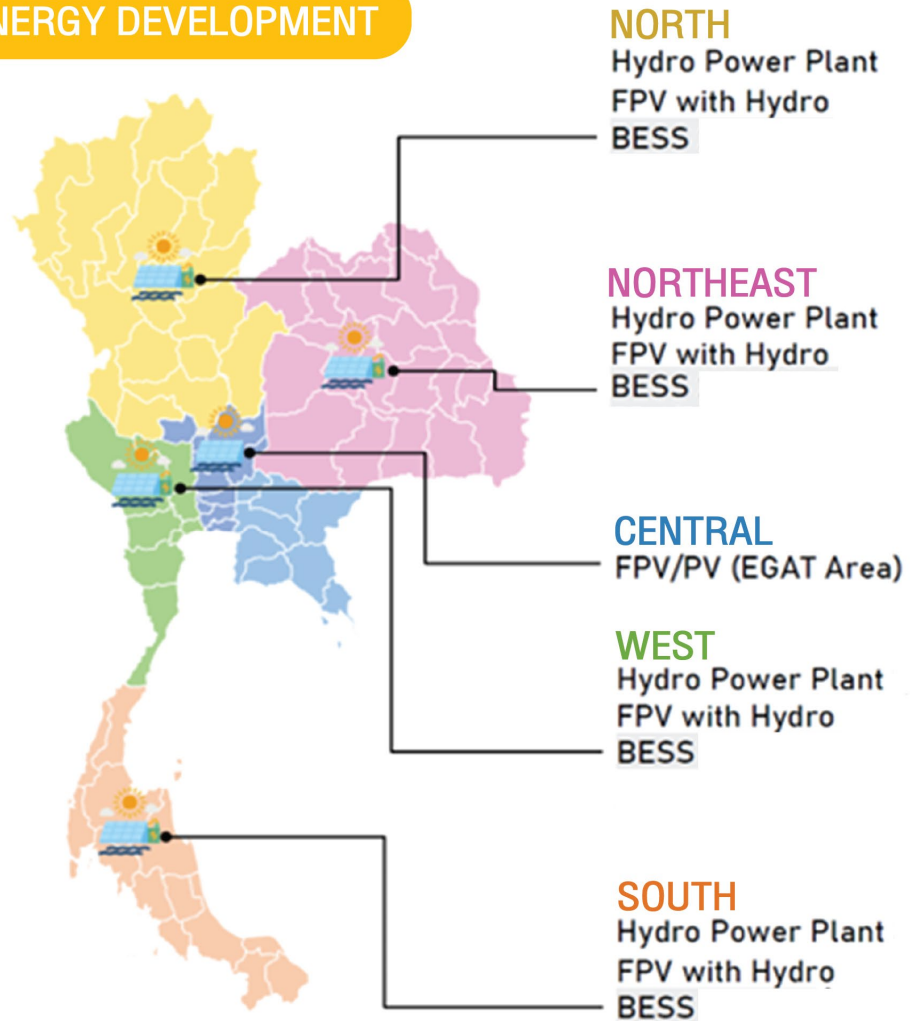 NERGY DEVELOPMENT
NORTH
Hydro Power Plant
FPV with Hydro
BESS
NORTHEAST
Hydro Power Plant
FPV with Hydro
BESS
CENTRAL
FPV/PV (EGAT Area)
WEST
Hydro Power Plant
FPV with Hydro
BESS
SOUTH
Hydro Power Plant
FPV with Hydro
BESS